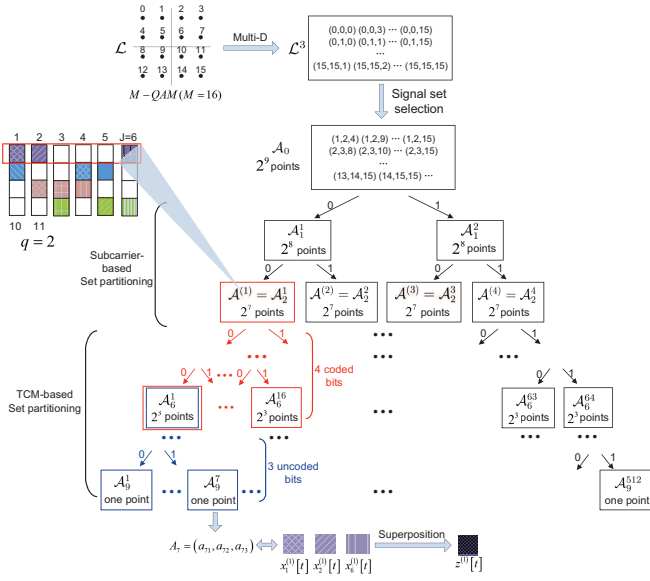 0 1 2 3
4 5 6 7
8 9 10 11
12 13 14 15
ℒ
M−QAM(M=16)
Multi-D
ℒ³
(0,0,0) (0,0,3) ⋯ (0,0,15)
(0,1,0) (0,1,1) ⋯ (0,1,15)
...
(15,15,1) (15,15,2) ⋯ (15,15,15)
Signal set
selection
𝒜₀
2⁹ points
(1,2,4) (1,2,9) ⋯ (1,2,15)
(2,3,8) (2,3,10) ⋯ (2,3,15)
...
(13,14,15) (14,15,15) ⋯
1 2 3 4 5 J=6
10 11
q = 2
Subcarrier-
based
Set partitioning
0 1
𝒜₁¹
2⁸ points
𝒜₁²
2⁸ points
0 1 0 1
𝒜⁽¹⁾ = 𝒜₂¹
2⁷ points
𝒜⁽²⁾ = 𝒜₂²
2⁷ points
𝒜⁽³⁾ = 𝒜₂³
2⁷ points
𝒜⁽⁴⁾ = 𝒜₂⁴
2⁷ points
TCM-based
Set partitioning
0 1 ••• 0 1
••• ••• •••
0 1 ••• 0 1 0 1
4 coded
bits
𝒜₆¹
2³ points
•••
𝒜₆¹⁶
2³ points
•••
𝒜₆⁶³
2³ points
𝒜₆⁶⁴
2³ points
••• ••• ••• ••• •••
0 1 0 1
3 uncoded
bits
𝒜₉¹
one point
•••
𝒜₉⁷
one point
••• ••• •••
𝒜₉⁵¹²
one point
A₇ = (a₇₁, a₇₂, a₇₃)
x₁⁽¹⁾[t] x₂⁽¹⁾[t] x₆⁽¹⁾[t]
Superposition
z⁽¹⁾[t]